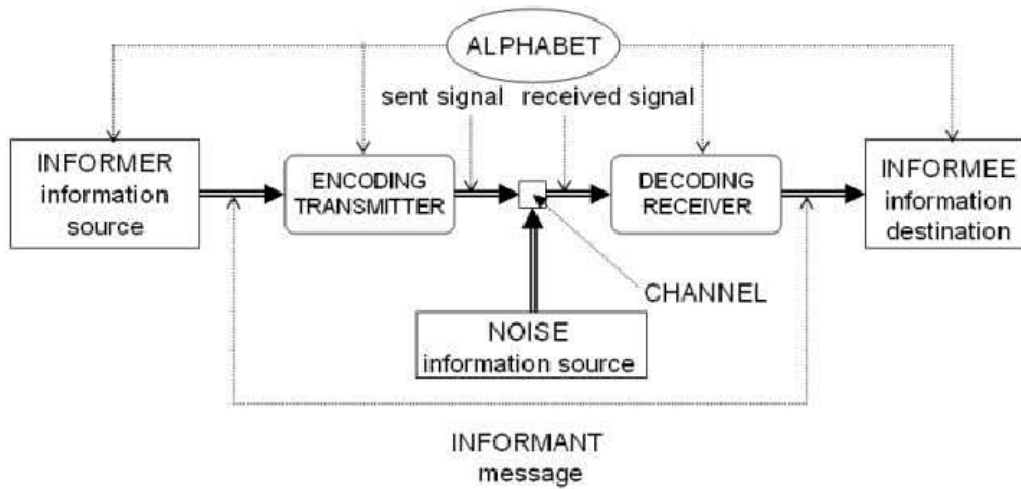 ALPHABET
sent signal received signal
INFORMER
information
source
ENCODING
TRANSMITTER
DECODING
RECEIVER
INFORMEE
information
destination
CHANNEL
NOISE
information source
INFORMANT
message